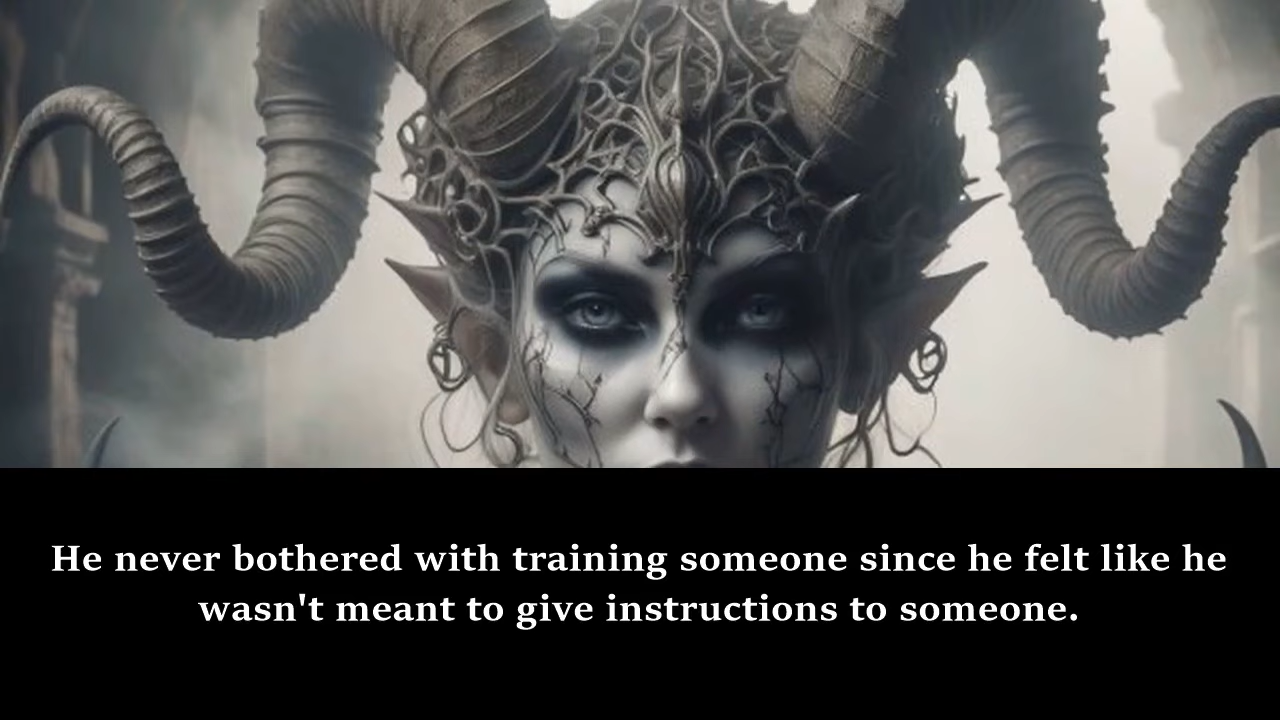 He never bothered with training someone since he felt like he
wasn't meant to give instructions to someone.